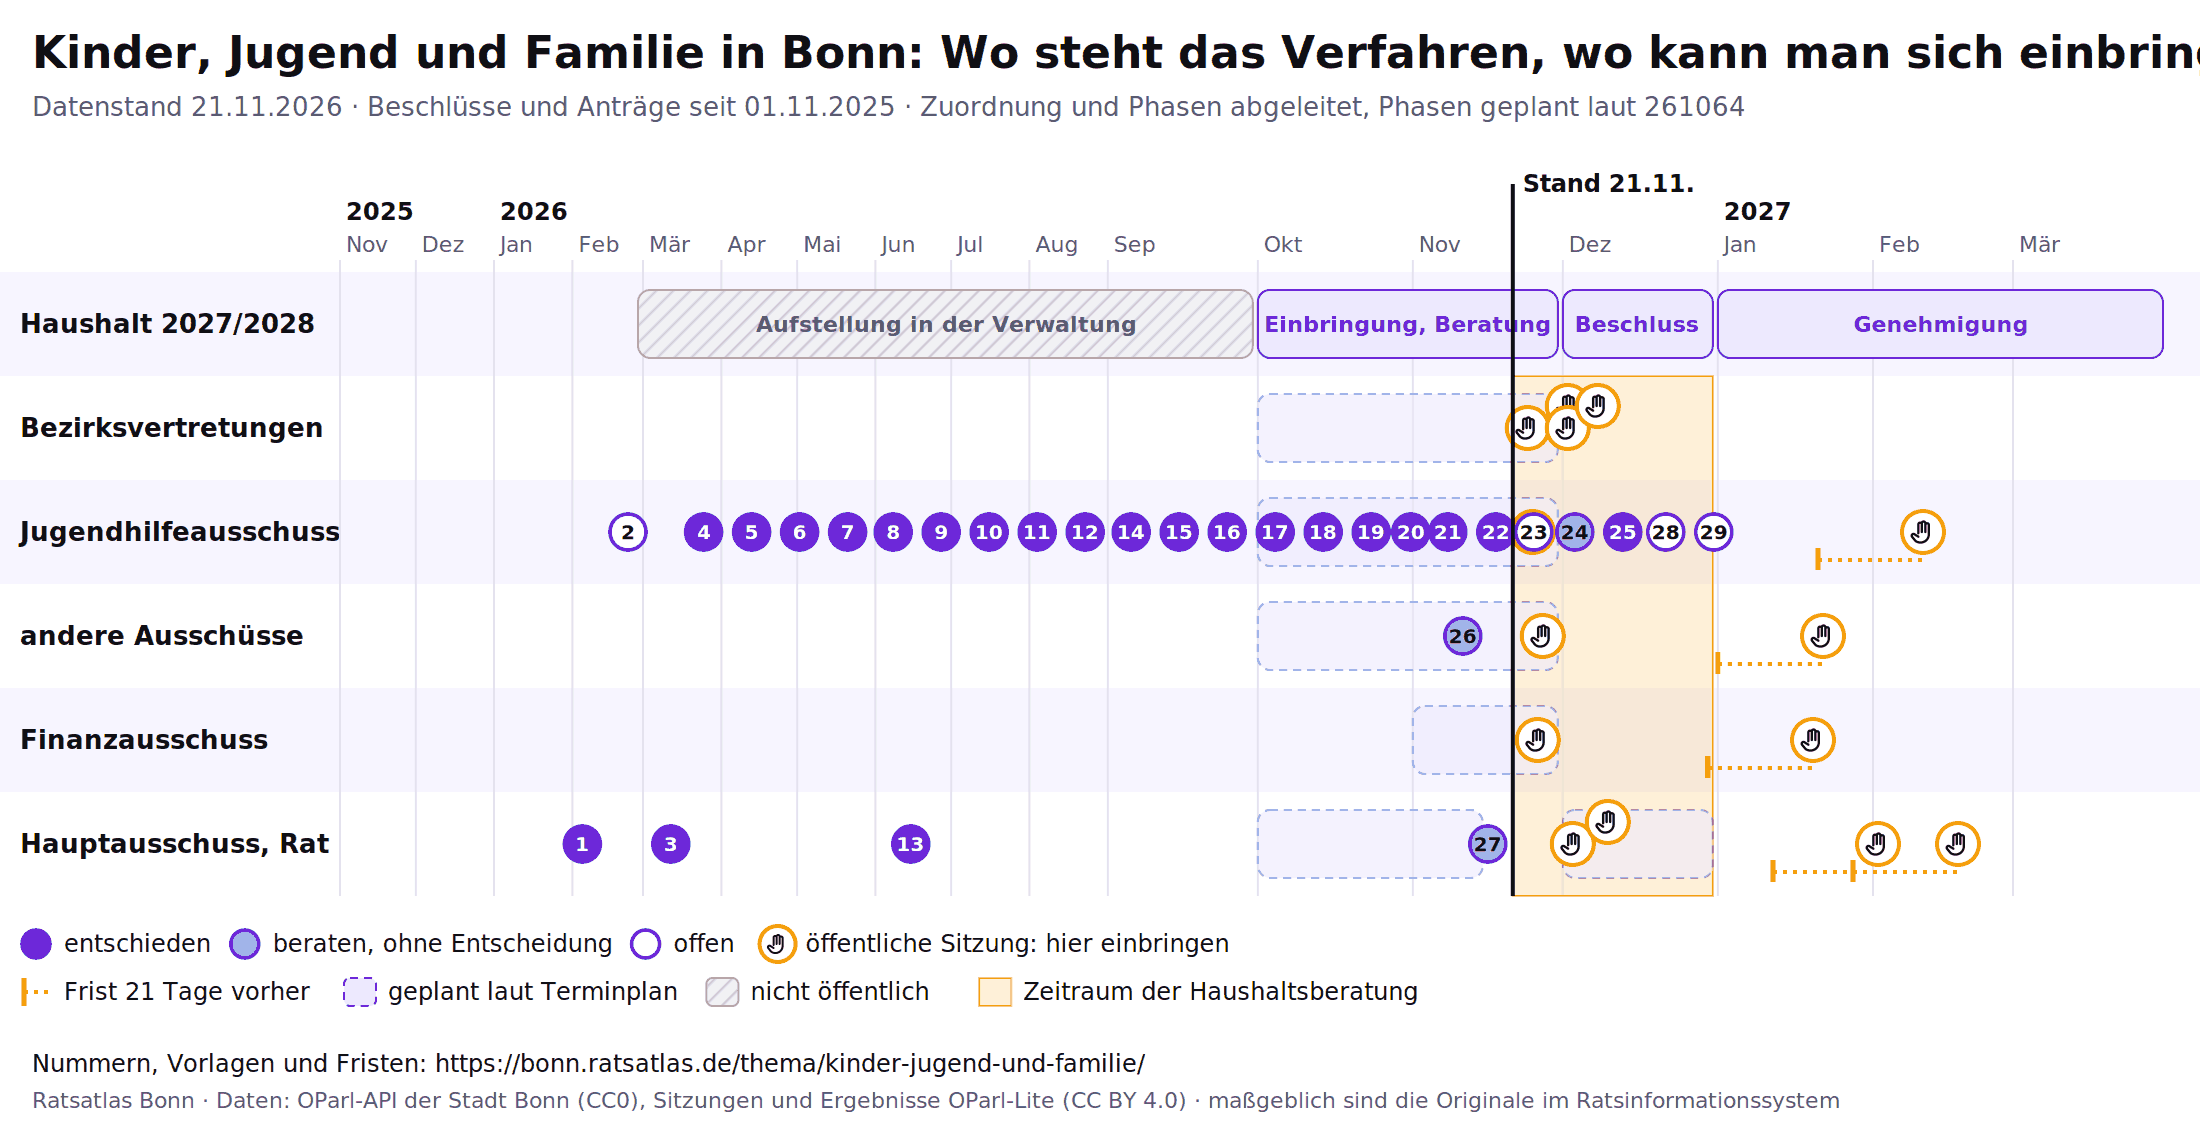 Kinder, Jugend und Familie in Bonn: Wo steht das Verfahren, wo kann man sich
Datenstand 21.11.2026 · Beschlüsse und Anträge seit 01.11.2025 · Zuordnung und Phasen abgeleitet, Phasen geplant laut 261064
Stand 21.11.
2025 2026 2027
Nov Dez Jan Feb Mär Apr Mai Jun Jul Aug Sep Okt Nov Dez Jan Feb Mär
Haushalt 2027/2028 Aufstellung in der Verwaltung Einbringung, Beratung Beschluss Genehmigung
Bezirksvertretungen
Jugendhilfeausschuss 2 4 5 6 7 8 9 10 11 12 14 15 16 17 18 19 20 21 22 23 24 25 28 29
andere Ausschüsse 26
Finanzausschuss
Hauptausschuss, Rat 1 3 13 27
entschieden beraten, ohne Entscheidung offen öffentliche Sitzung: hier einbringen
Frist 21 Tage vorher geplant laut Terminplan nicht öffentlich Zeitraum der Haushaltsberatung
Nummern, Vorlagen und Fristen: https://bonn.ratsatlas.de/thema/kinder-jugend-und-familie/
Ratsatlas Bonn · Daten: OParl-API der Stadt Bonn (CC0), Sitzungen und Ergebnisse OParl-Lite (CC BY 4.0) · maßgeblich sind die Originale im Ratsinformationssystem